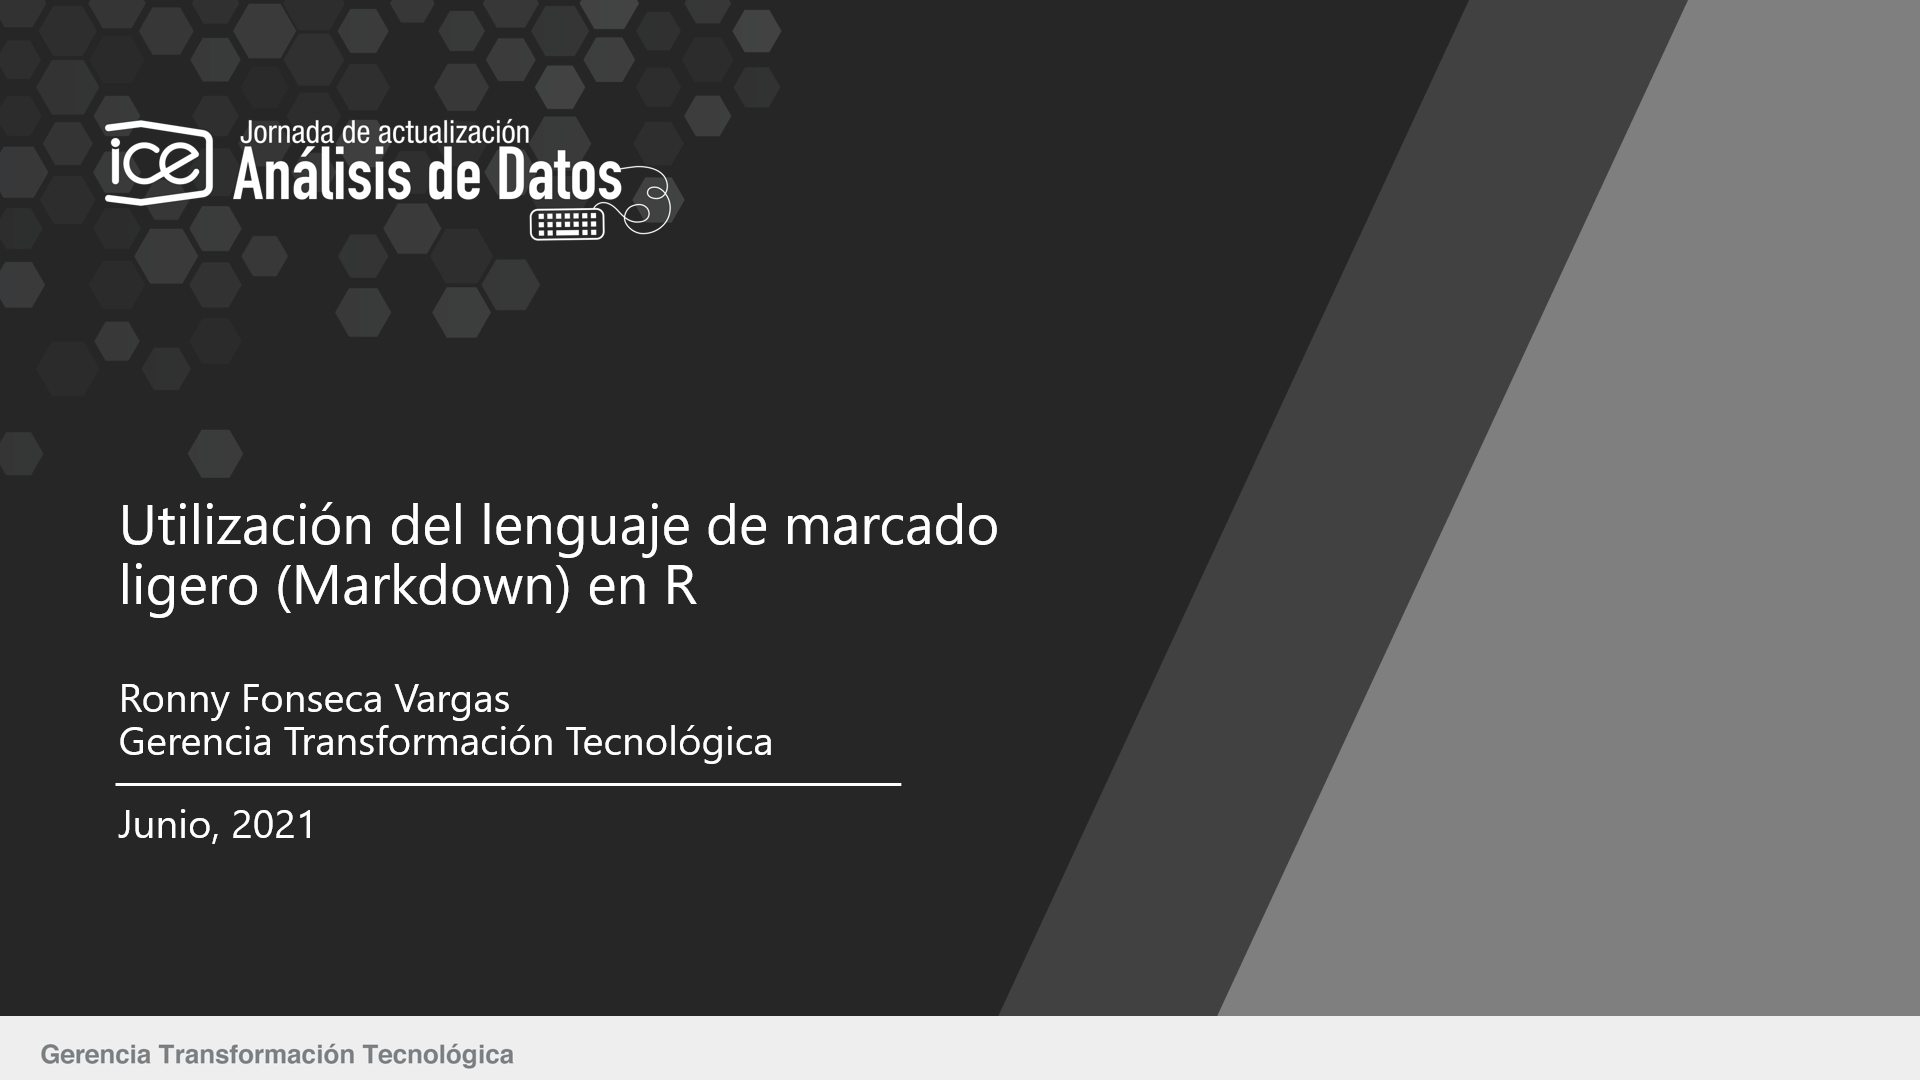 ice
Jornada de actualización
Análisis de Datos
Utilización del lenguaje de marcado
ligero (Markdown) en R
Ronny Fonseca Vargas
Gerencia Transformación Tecnológica
Junio, 2021
Gerencia Transformación Tecnológica